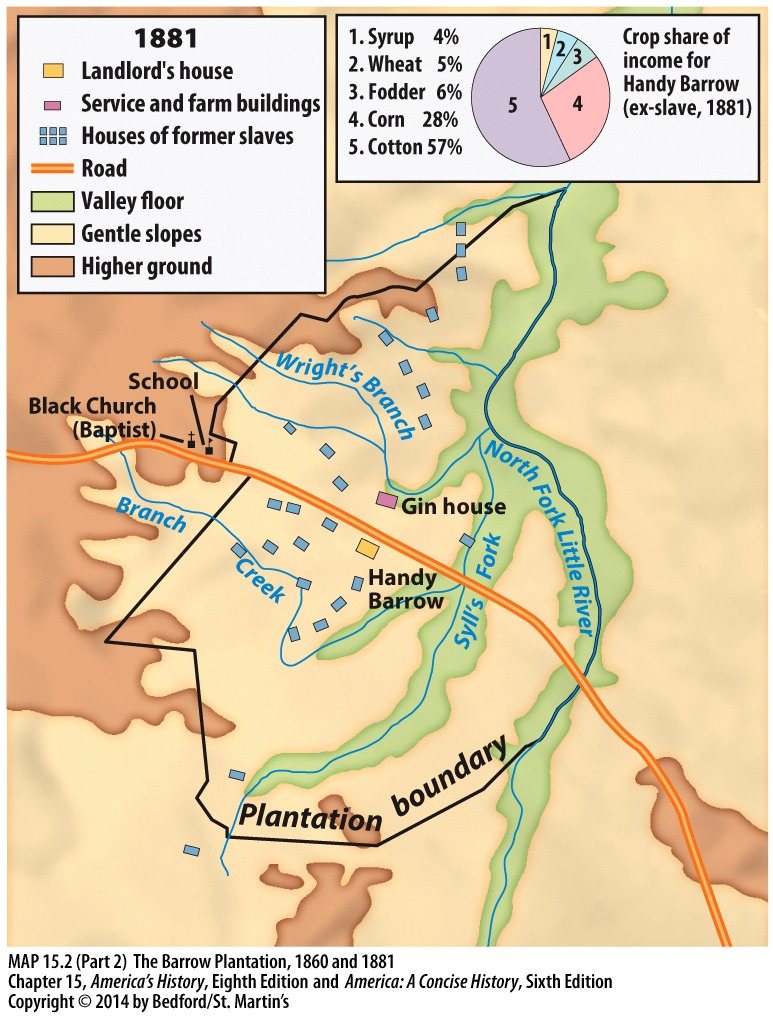 1881
Landlord's house
Service and farm buildings
Houses of former slaves
Road
Valley floor
Gentle slopes
Higher ground
1. Syrup 4%
2. Wheat 5%
3. Fodder 6%
4. Corn 28%
5. Cotton 57%
1
2
3
4
5
Crop share of
income for
Handy Barrow
(ex-slave, 1881)
Wright's Branch
School
Black Church
(Baptist)
Branch
Creek
Gin house
North Fork Little River
Handy
Barrow
Syll's Fork
Plantation boundary
MAP 15.2 (Part 2) The Barrow Plantation, 1860 and 1881
Chapter 15, America's History, Eighth Edition and America: A Concise History, Sixth Edition
Copyright © 2014 by Bedford/St. Martin's